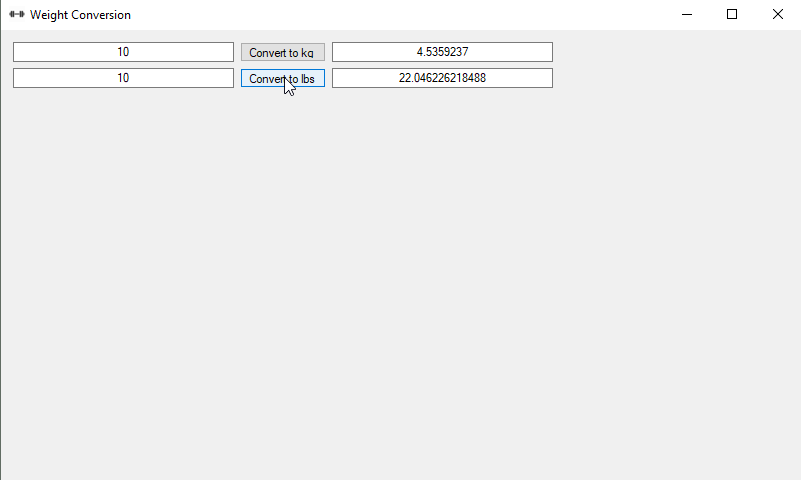 Weight Conversion
10 Convert to kg 4.5359237
10 Convert to lbs 22.046226218488